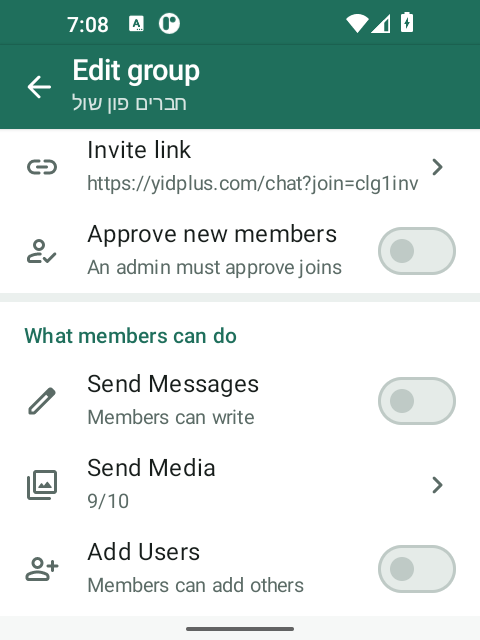 7:08
Edit group
חברים פון שול
Invite link
https://yidplus.com/chat?join=clg1inv
Approve new members
An admin must approve joins
What members can do
Send Messages
Members can write
Send Media
9/10
Add Users
Members can add others